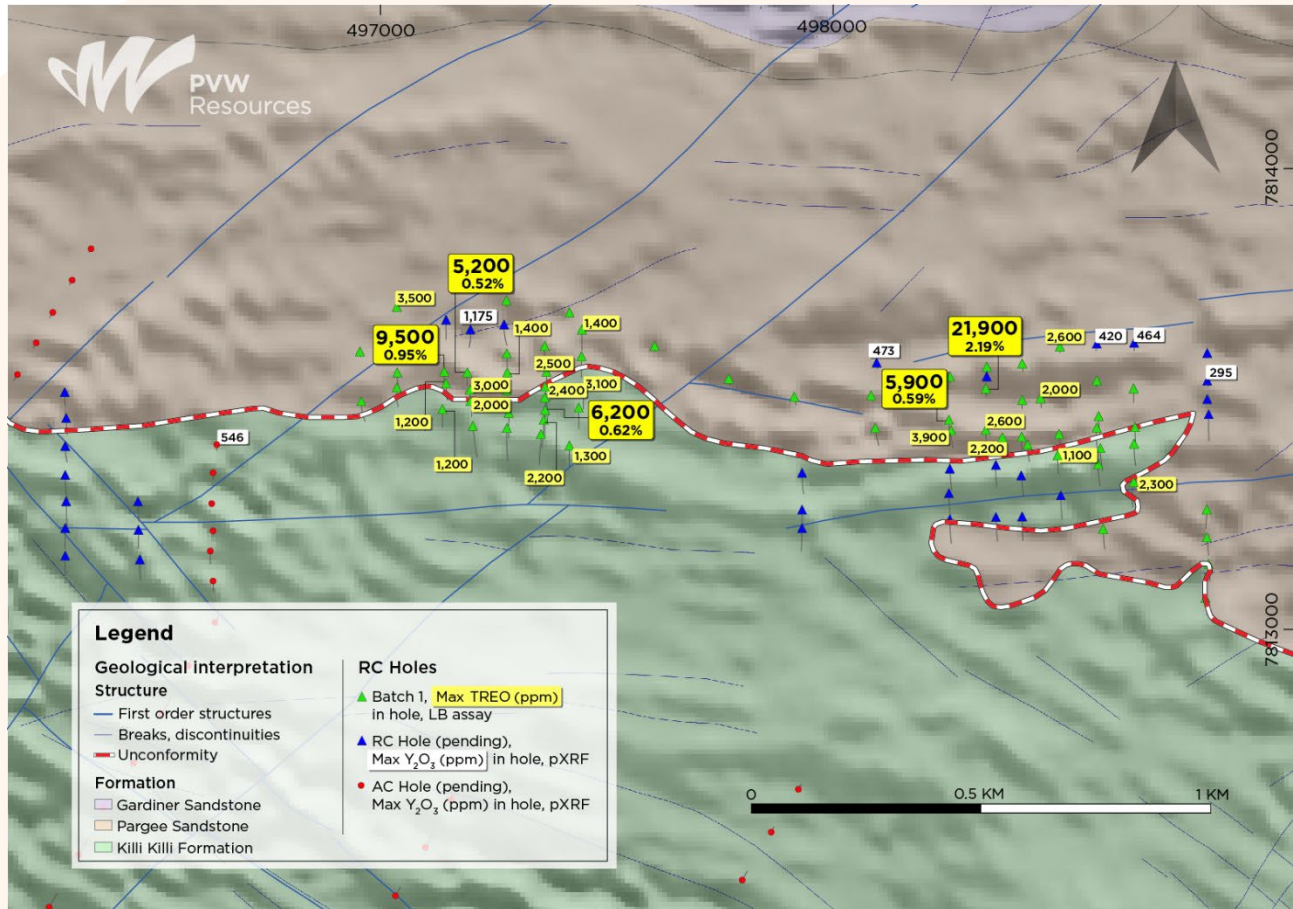 497000
498000
PVW
Resources
7814000
5,200
0.52%
3,500
1,175
1,400
1,400
9,500
0.95%
21,900
2.19%
2,600
420
464
473
295
2,500
3,000
3,100
2,400
5,900
0.59%
2,000
2,000
6,200
0.62%
1,200
3,900
2,600
546
1,200
1,300
2,200
1,100
2,200
2,300
7813000
Legend
Geological interpretation
Structure
First order structures
Breaks, discontinuities
Unconformity
Formation
Gardiner Sandstone
Pargee Sandstone
Killi Killi Formation
RC Holes
Batch 1, Max TREO (ppm)
in hole, LB assay
RC Hole (pending),
Max Y₂O₃ (ppm) in hole, pXRF
AC Hole (pending),
Max Y₂O₃ (ppm) in hole, pXRF
0 0.5 KM 1 KM